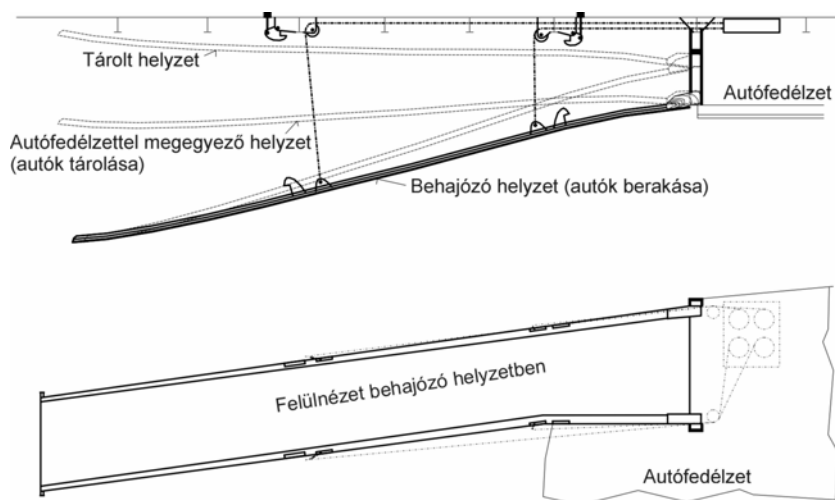 Tárolt helyzet
Autófedélzet
Autófedélzettel megegyező helyzet
(autók tárolása)
Behajózó helyzet (autók berakása)
Felülnézet behajózó helyzetben
Autófedélzet